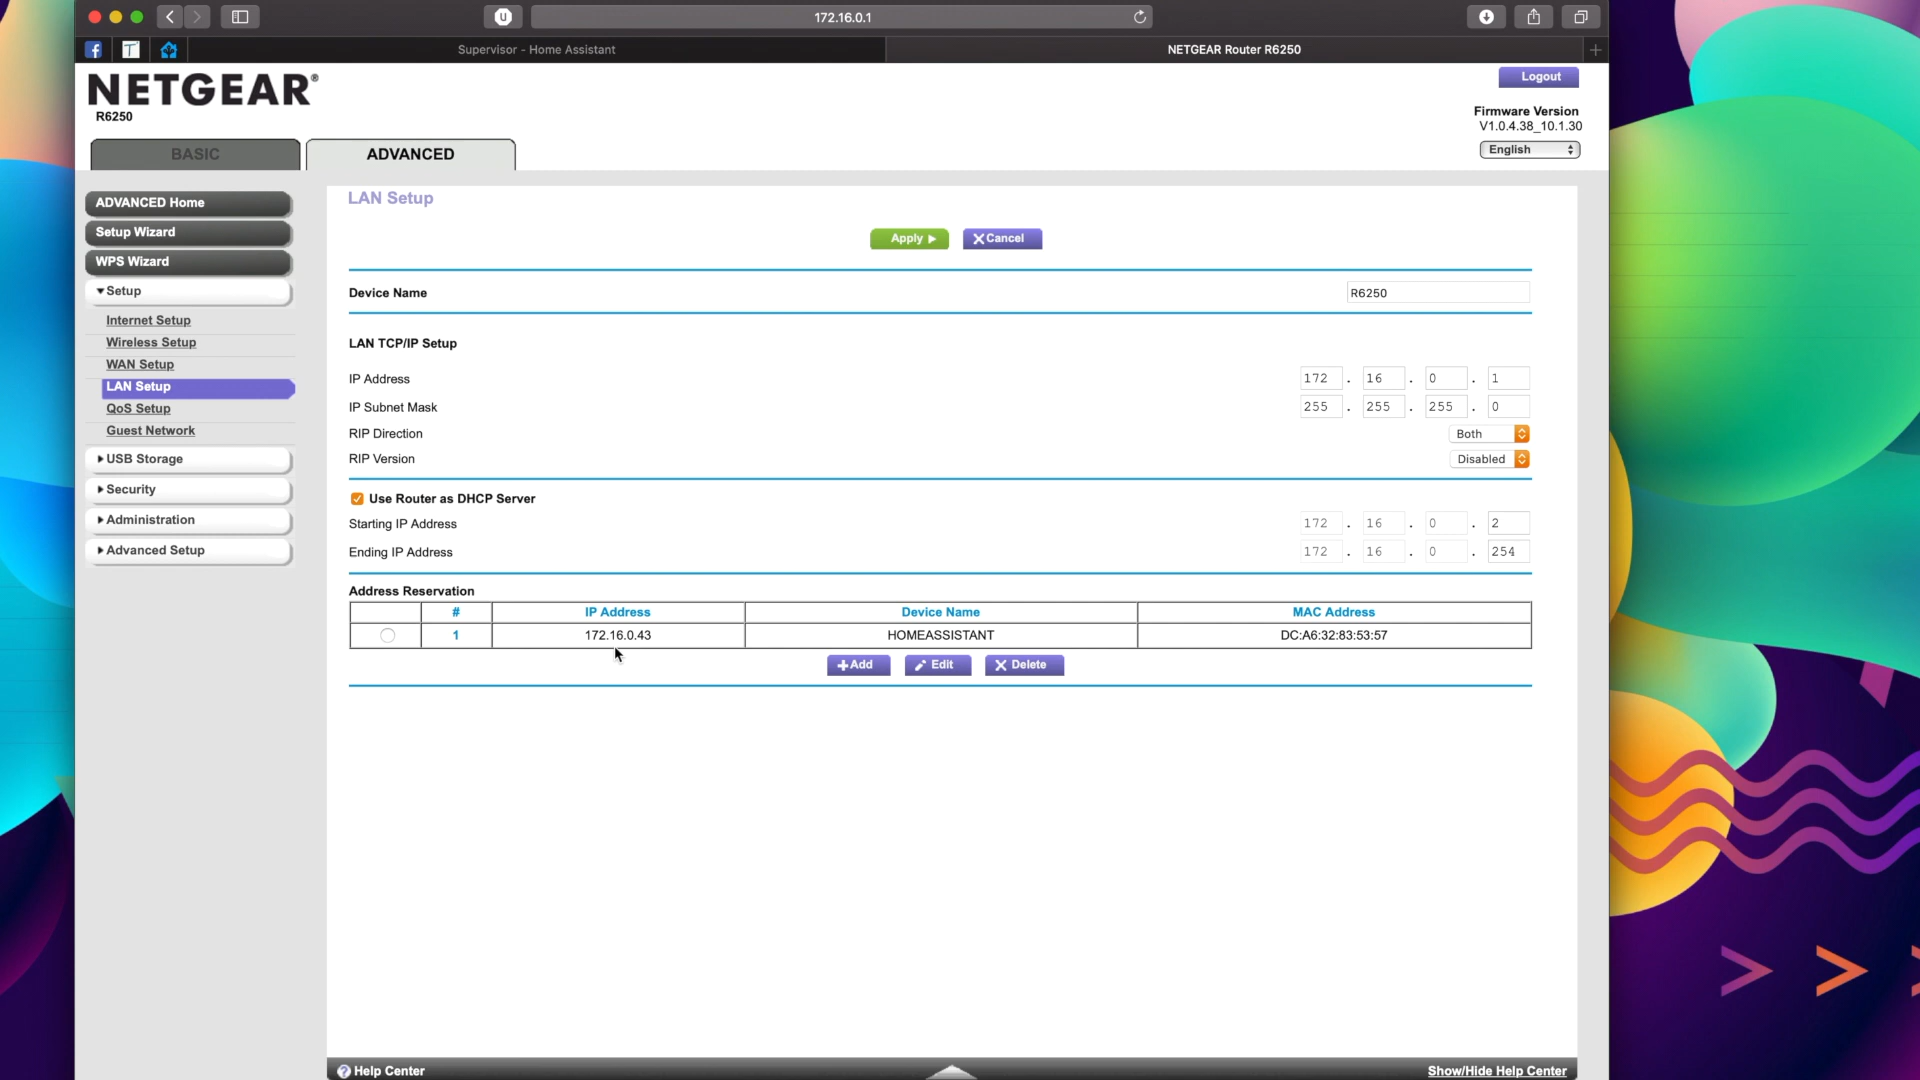 172.16.0.1
Supervisor - Home Assistant
NETGEAR Router R6250
NETGEAR®
R6250
Logout
Firmware Version
V1.0.4.38_10.1.30
English
BASIC
ADVANCED
ADVANCED Home
Setup Wizard
WPS Wizard
Setup
Internet Setup
Wireless Setup
WAN Setup
LAN Setup
QoS Setup
Guest Network
USB Storage
Security
Administration
Advanced Setup
LAN Setup
Apply
Cancel
Device Name R6250
LAN TCP/IP Setup
IP Address 172 . 16 . 0 . 1
IP Subnet Mask 255 . 255 . 255 . 0
RIP Direction Both
RIP Version Disabled
Use Router as DHCP Server
Starting IP Address 172 . 16 . 0 . 2
Ending IP Address 172 . 16 . 0 . 254
Address Reservation
# IP Address Device Name MAC Address
1 172.16.0.43 HOMEASSISTANT DC:A6:32:83:53:57
Add Edit Delete
Help Center
Show/Hide Help Center